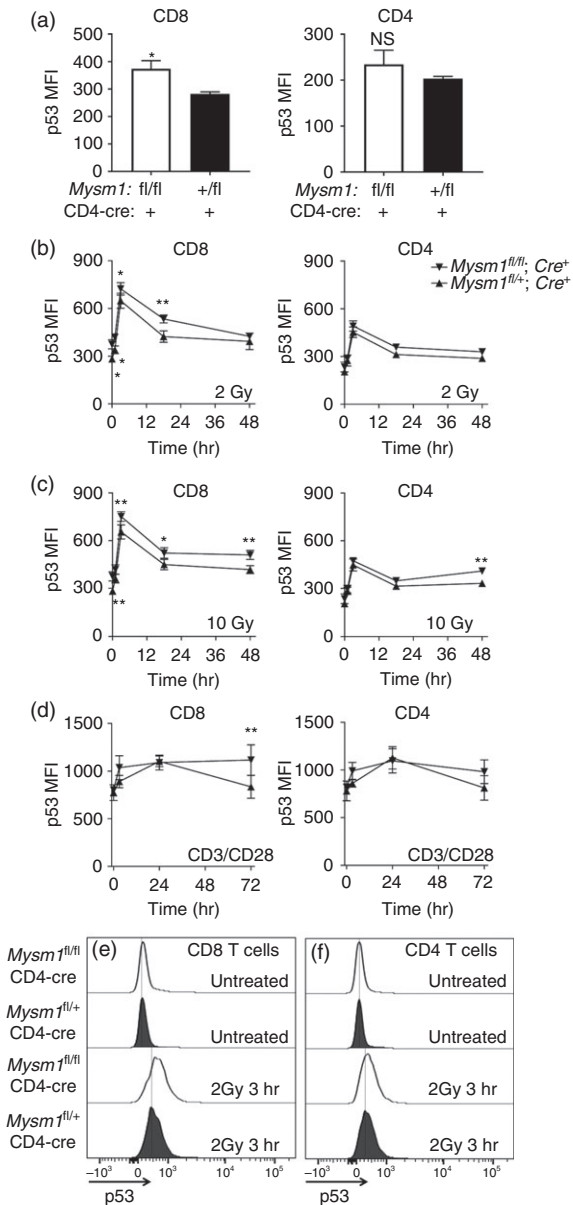 (a)
CD8
CD4
p53 MFI
500
400
300
200
100
0
*
p53 MFI
300
200
100
0
NS
Mysm1: fl/fl +/fl fl/fl +/fl
CD4-cre: + + + +
(b)
CD8
CD4
Mysm1fl/fl; Cre+
Mysm1fl/+; Cre+
p53 MFI
900
600
300
0
*
**
*
*
2 Gy
0 12 24 36 48
Time (hr)
p53 MFI
900
600
300
0
2 Gy
0 12 24 36 48
Time (hr)
(c)
CD8
CD4
p53 MFI
900
600
300
0
**
*
**
**
10 Gy
0 12 24 36 48
Time (hr)
p53 MFI
900
600
300
0
**
10 Gy
0 12 24 36 48
Time (hr)
(d)
CD8
CD4
p53 MFI
1500
1000
500
0
**
CD3/CD28
0 24 48 72
Time (hr)
p53 MFI
1500
1000
500
0
CD3/CD28
0 24 48 72
Time (hr)
(e) CD8 T cells
(f) CD4 T cells
Mysm1fl/fl
CD4-cre
Untreated
Untreated
Mysm1fl/+
CD4-cre
Untreated
Untreated
Mysm1fl/fl
CD4-cre
2Gy 3 hr
2Gy 3 hr
Mysm1fl/+
CD4-cre
2Gy 3 hr
2Gy 3 hr
−10³ 0 10³ 10⁴ 10⁵
−10³ 0 10³ 10⁴ 10⁵
p53
p53